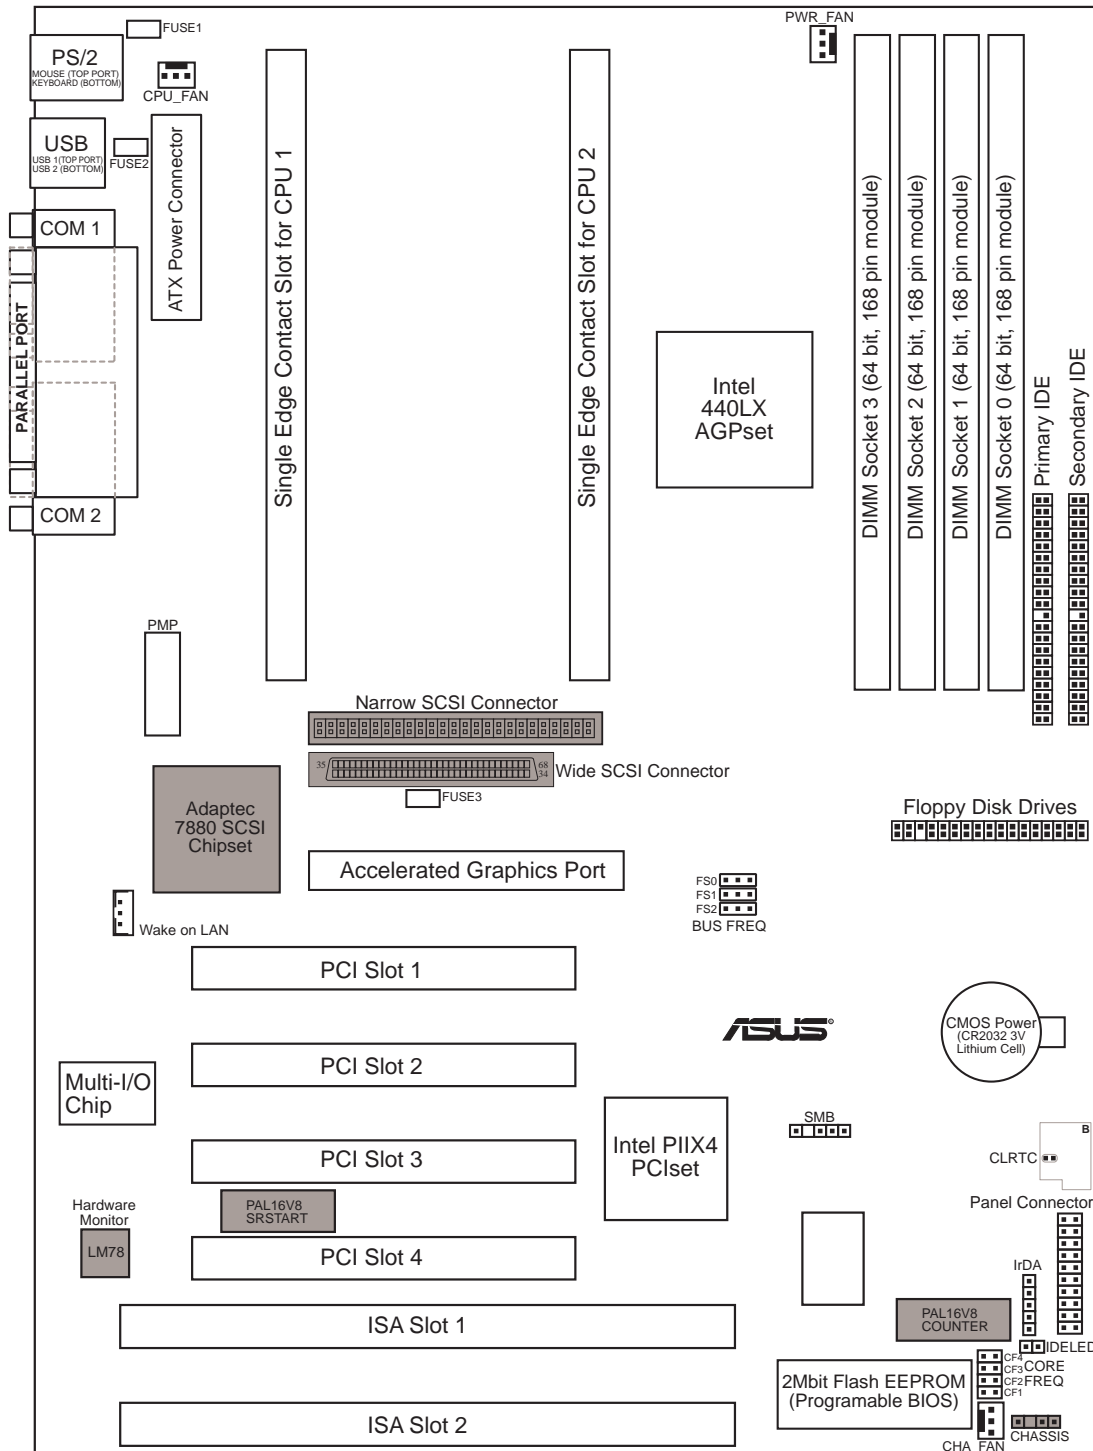 FUSE1
PWR_FAN
PS/2
MOUSE (TOP PORT)
KEYBOARD (BOTTOM)
CPU_FAN
USB
USB 1(TOP PORT)
USB 2 (BOTTOM)
FUSE2
ATX Power Connector
COM 1
PARALLEL PORT
COM 2
Single Edge Contact Slot for CPU 1
Single Edge Contact Slot for CPU 2
Intel
440LX
AGPset
DIMM Socket 3 (64 bit, 168 pin module)
DIMM Socket 2 (64 bit, 168 pin module)
DIMM Socket 1 (64 bit, 168 pin module)
DIMM Socket 0 (64 bit, 168 pin module)
Primary IDE
Secondary IDE
PMP
Narrow SCSI Connector
35
68
34
Wide SCSI Connector
FUSE3
Adaptec
7880 SCSI
Chipset
Floppy Disk Drives
Accelerated Graphics Port
FS0
FS1
FS2
BUS FREQ
Wake on LAN
PCI Slot 1
ASUS
CMOS Power
(CR2032 3V
Lithium Cell)
PCI Slot 2
Multi-I/O
Chip
SMB
Intel PIIX4
PCIset
B
CLRTC
PCI Slot 3
PAL16V8
SRSTART
Hardware
Monitor
LM78
Panel Connector
PCI Slot 4
IrDA
ISA Slot 1
PAL16V8
COUNTER
IDELED
CF4
CF3
CF2
CF1
CORE
FREQ
2Mbit Flash EEPROM
(Programable BIOS)
ISA Slot 2
CHA_FAN
CHASSIS